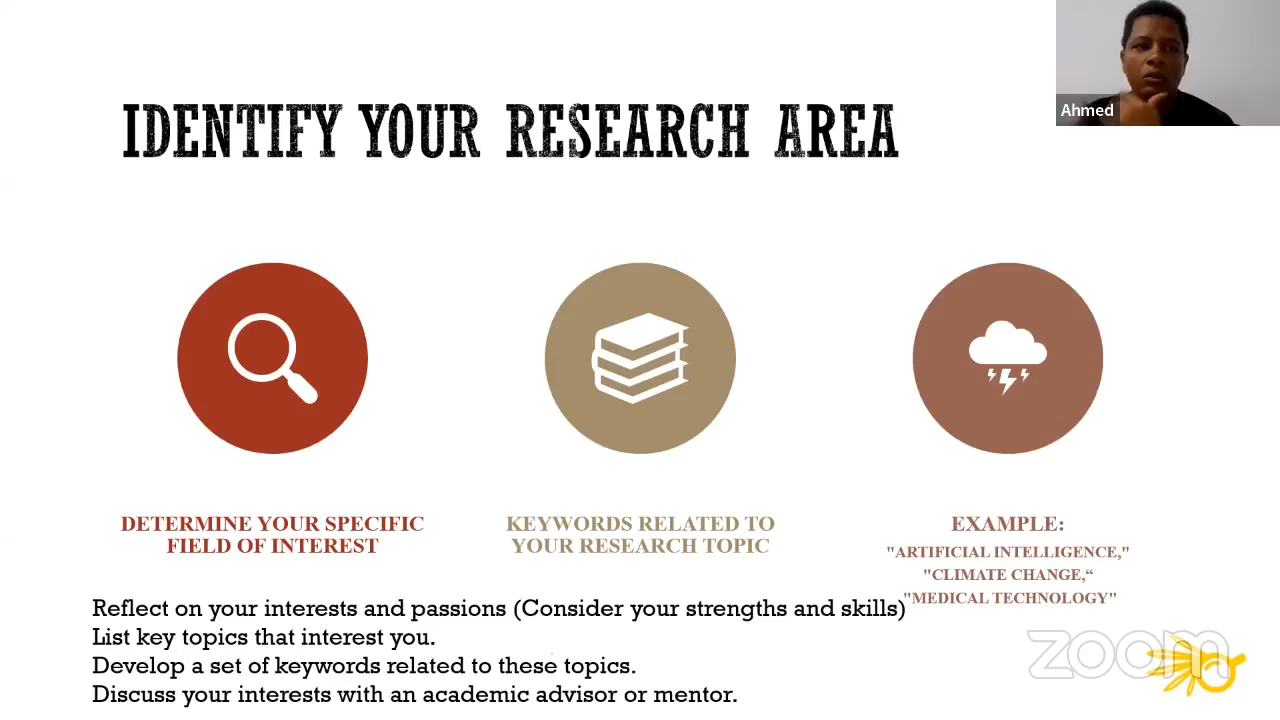 Ahmed
IDENTIFY YOUR RESEARCH AREA
DETERMINE YOUR SPECIFIC
FIELD OF INTEREST
KEYWORDS RELATED TO
YOUR RESEARCH TOPIC
EXAMPLE:
"ARTIFICIAL INTELLIGENCE,"
"CLIMATE CHANGE,“
"MEDICAL TECHNOLOGY"
Reflect on your interests and passions (Consider your strengths and skills)
List key topics that interest you.
Develop a set of keywords related to these topics.
Discuss your interests with an academic advisor or mentor.
zoom